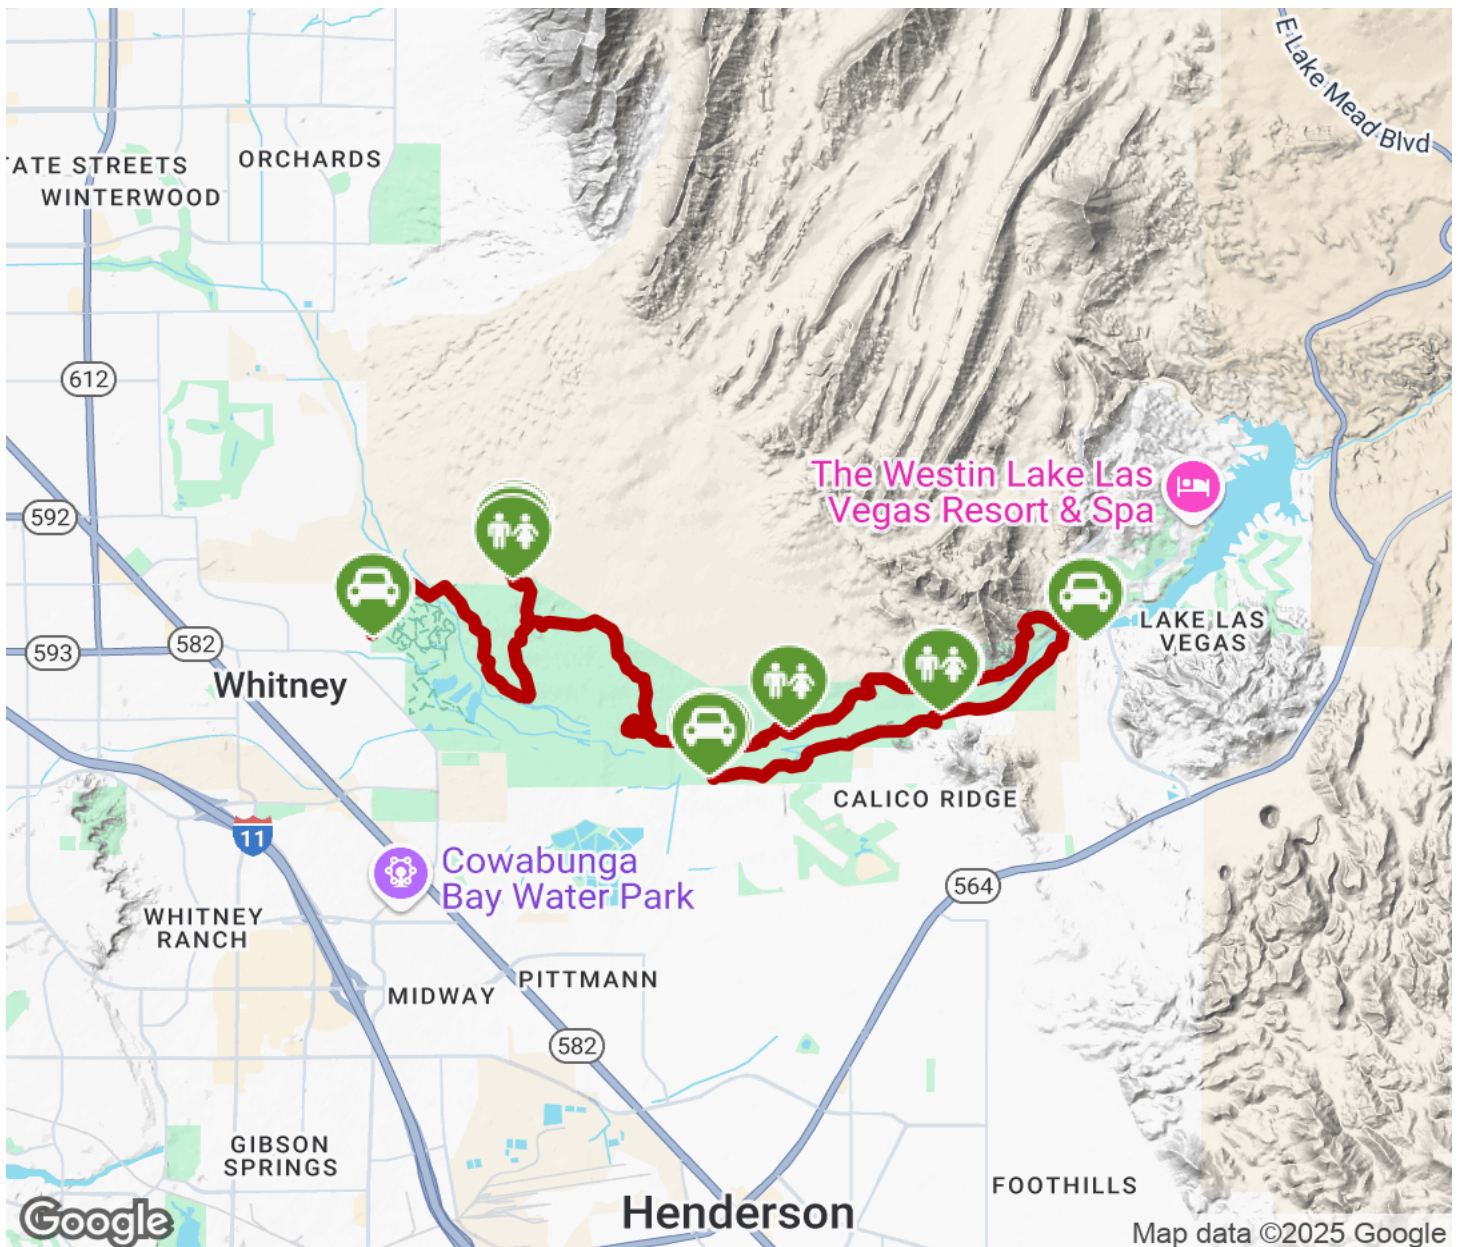 E Lake Mead Blvd
ORCHARDS
TATE STREETS
WINTERWOOD
612
The Westin Lake Las
Vegas Resort & Spa
592
LAKE LAS
VEGAS
593
582
Whitney
CALICO RIDGE
11
Cowabunga
Bay Water Park
564
WHITNEY
RANCH
PITTMANN
MIDWAY
582
GIBSON
SPRINGS
FOOTHILLS
Henderson
Google
Map data ©2025 Google